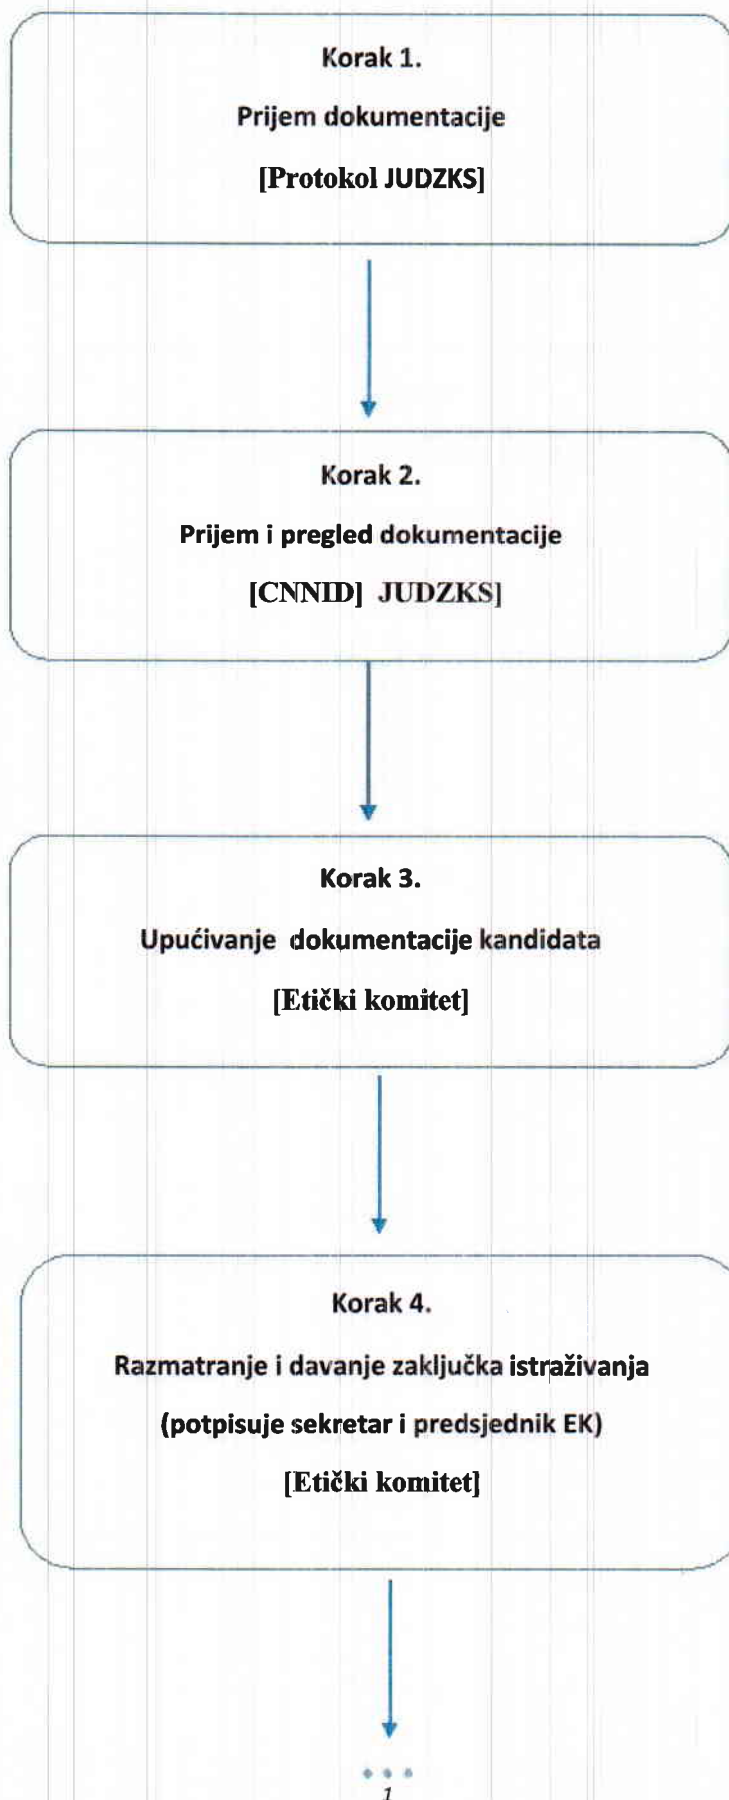 Korak 1.
Prijem dokumentacije
[Protokol JUDZKS]
Korak 2.
Prijem i pregled dokumentacije
[CNNID] JUDZKS]
Korak 3.
Upućivanje dokumentacije kandidata
[Etički komitet]
Korak 4.
Razmatranje i davanje zaključka istraživanja
(potpisuje sekretar i predsjednik EK)
[Etički komitet]
•••
1